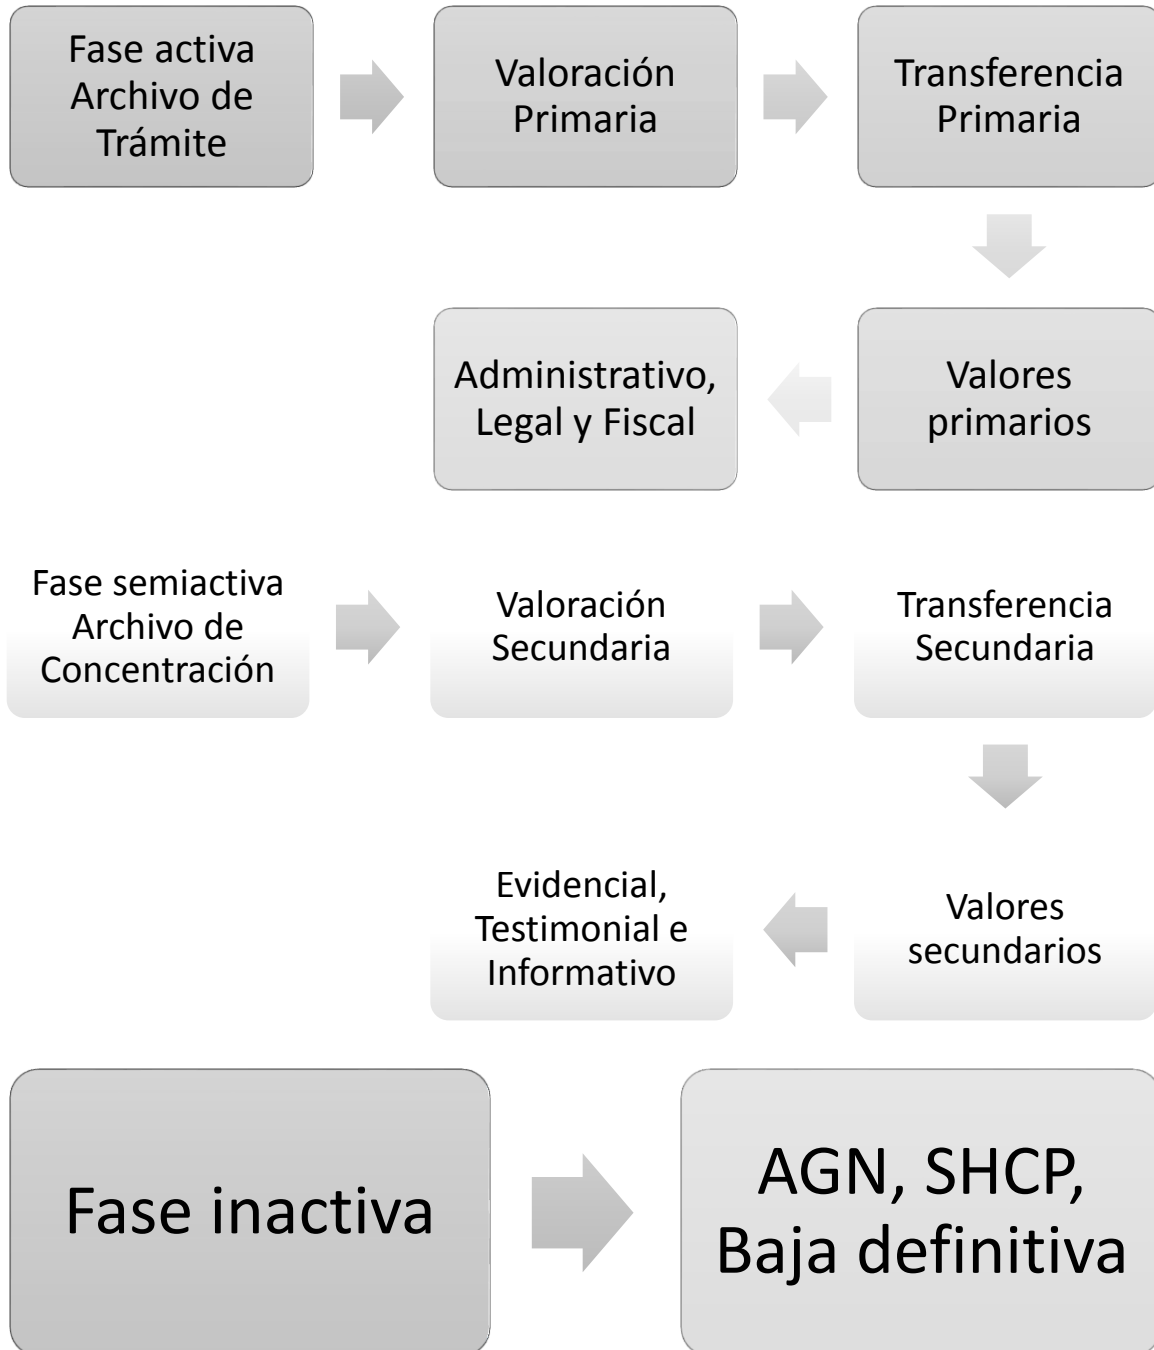 Fase activa
Archivo de
Trámite
Valoración
Primaria
Transferencia
Primaria
Administrativo,
Legal y Fiscal
Valores
primarios
Fase semiactiva
Archivo de
Concentración
Valoración
Secundaria
Transferencia
Secundaria
Evidencial,
Testimonial e
Informativo
Valores
secundarios
Fase inactiva
AGN, SHCP,
Baja definitiva